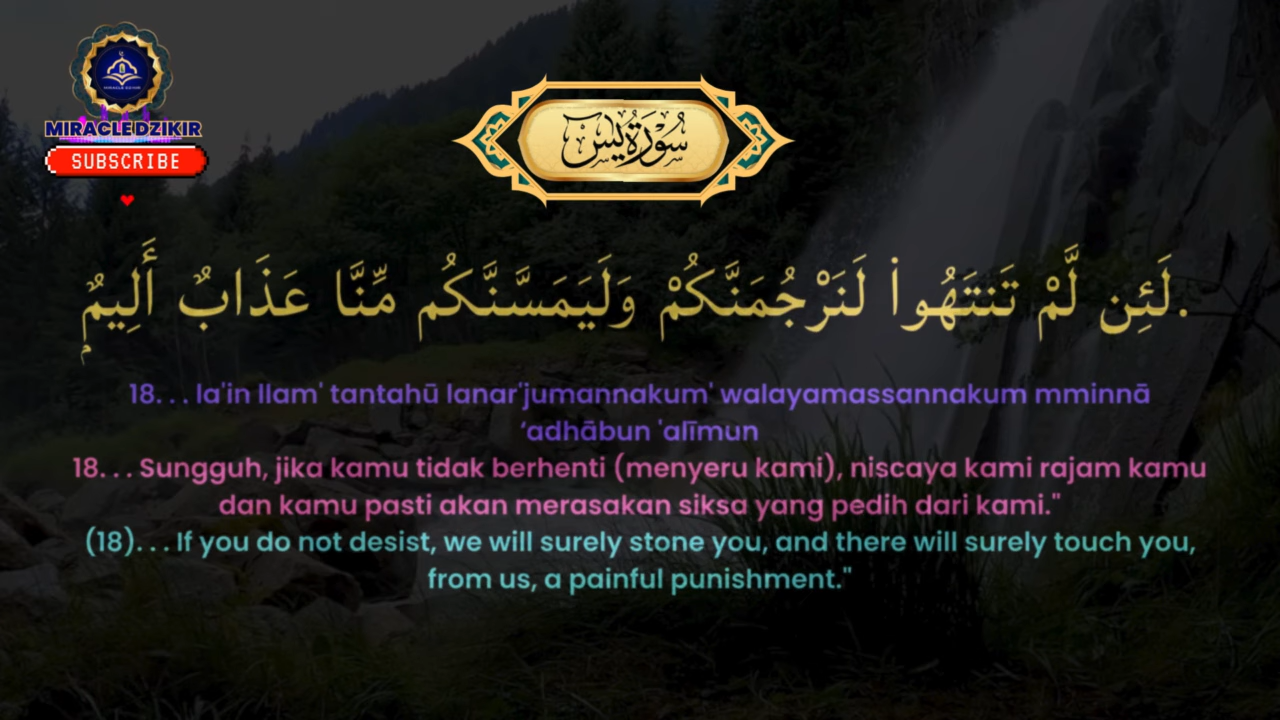 MIRACLEDZIKIR
SUBSCRIBE
سُوْرَةُ يٰسٓ
.لَئِن لَّمْ تَنتَهُوا۟ لَنَرْجُمَنَّكُمْ وَلَيَمَسَّنَّكُم مِّنَّا عَذَابٌ أَلِيمٌۭ
18. . . la'in llam' tantahū lanar'jumannakum' walayamassannakum mminnā
‘adhābun 'alīmun
18. . . Sungguh, jika kamu tidak berhenti (menyeru kami), niscaya kami rajam kamu
dan kamu pasti akan merasakan siksa yang pedih dari kami."
(18). . . If you do not desist, we will surely stone you, and there will surely touch you,
from us, a painful punishment."